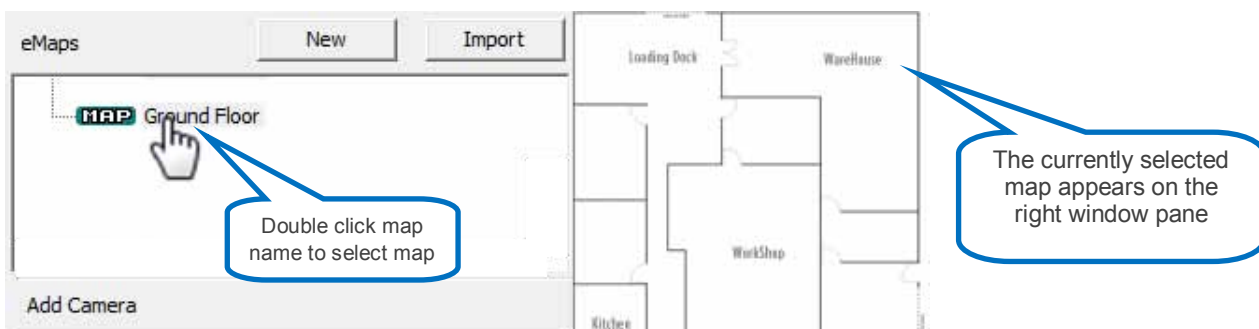 eMaps
New
Import
MAP Ground Floor
Double click map
name to select map
Add Camera
Loading Dock
WareHouse
WorkShop
Kitchen
The currently selected
map appears on the
right window pane